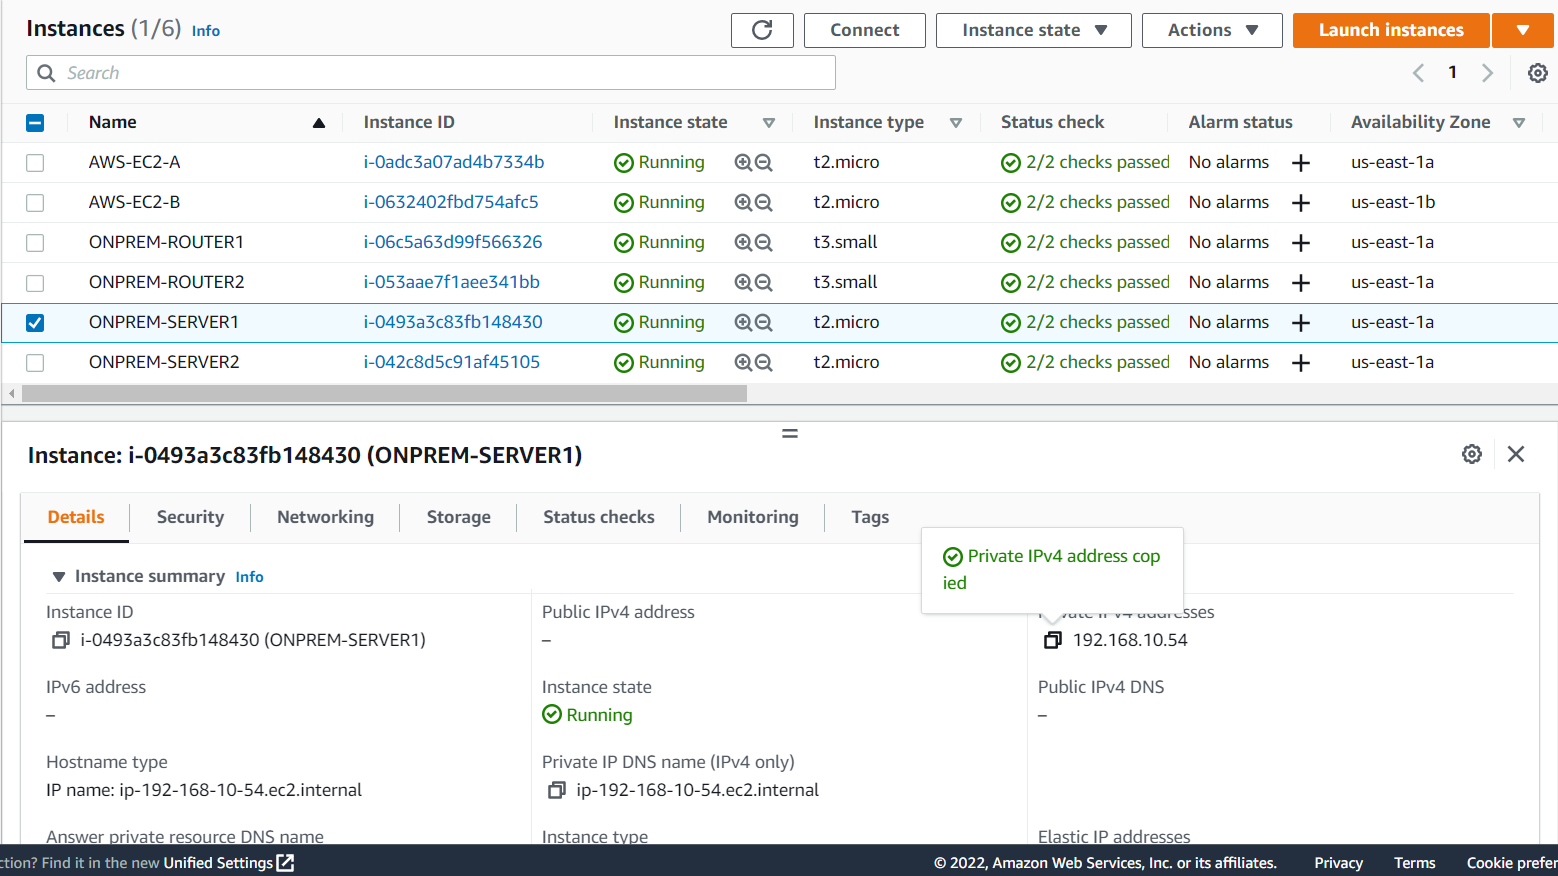 Instances (1/6) Info
Connect
Instance state
Actions
Launch instances
Search
1
Name Instance ID Instance state Instance type Status check Alarm status Availability Zone
AWS-EC2-A i-0adc3a07ad4b7334b Running t2.micro 2/2 checks passed No alarms us-east-1a
AWS-EC2-B i-0632402fbd754afc5 Running t2.micro 2/2 checks passed No alarms us-east-1b
ONPREM-ROUTER1 i-06c5a63d99f566326 Running t3.small 2/2 checks passed No alarms us-east-1a
ONPREM-ROUTER2 i-053aae7f1aee341bb Running t3.small 2/2 checks passed No alarms us-east-1a
ONPREM-SERVER1 i-0493a3c83fb148430 Running t2.micro 2/2 checks passed No alarms us-east-1a
ONPREM-SERVER2 i-042c8d5c91af45105 Running t2.micro 2/2 checks passed No alarms us-east-1a
Instance: i-0493a3c83fb148430 (ONPREM-SERVER1)
Details Security Networking Storage Status checks Monitoring Tags
Private IPv4 address cop
ied
Instance summary Info
Instance ID
i-0493a3c83fb148430 (ONPREM-SERVER1)
Public IPv4 address
–
Private IPv4 addresses
192.168.10.54
IPv6 address
–
Instance state
Running
Public IPv4 DNS
–
Hostname type
IP name: ip-192-168-10-54.ec2.internal
Private IP DNS name (IPv4 only)
ip-192-168-10-54.ec2.internal
Answer private resource DNS name
Instance type
Elastic IP addresses
ction? Find it in the new Unified Settings
© 2022, Amazon Web Services, Inc. or its affiliates. Privacy Terms Cookie prefer